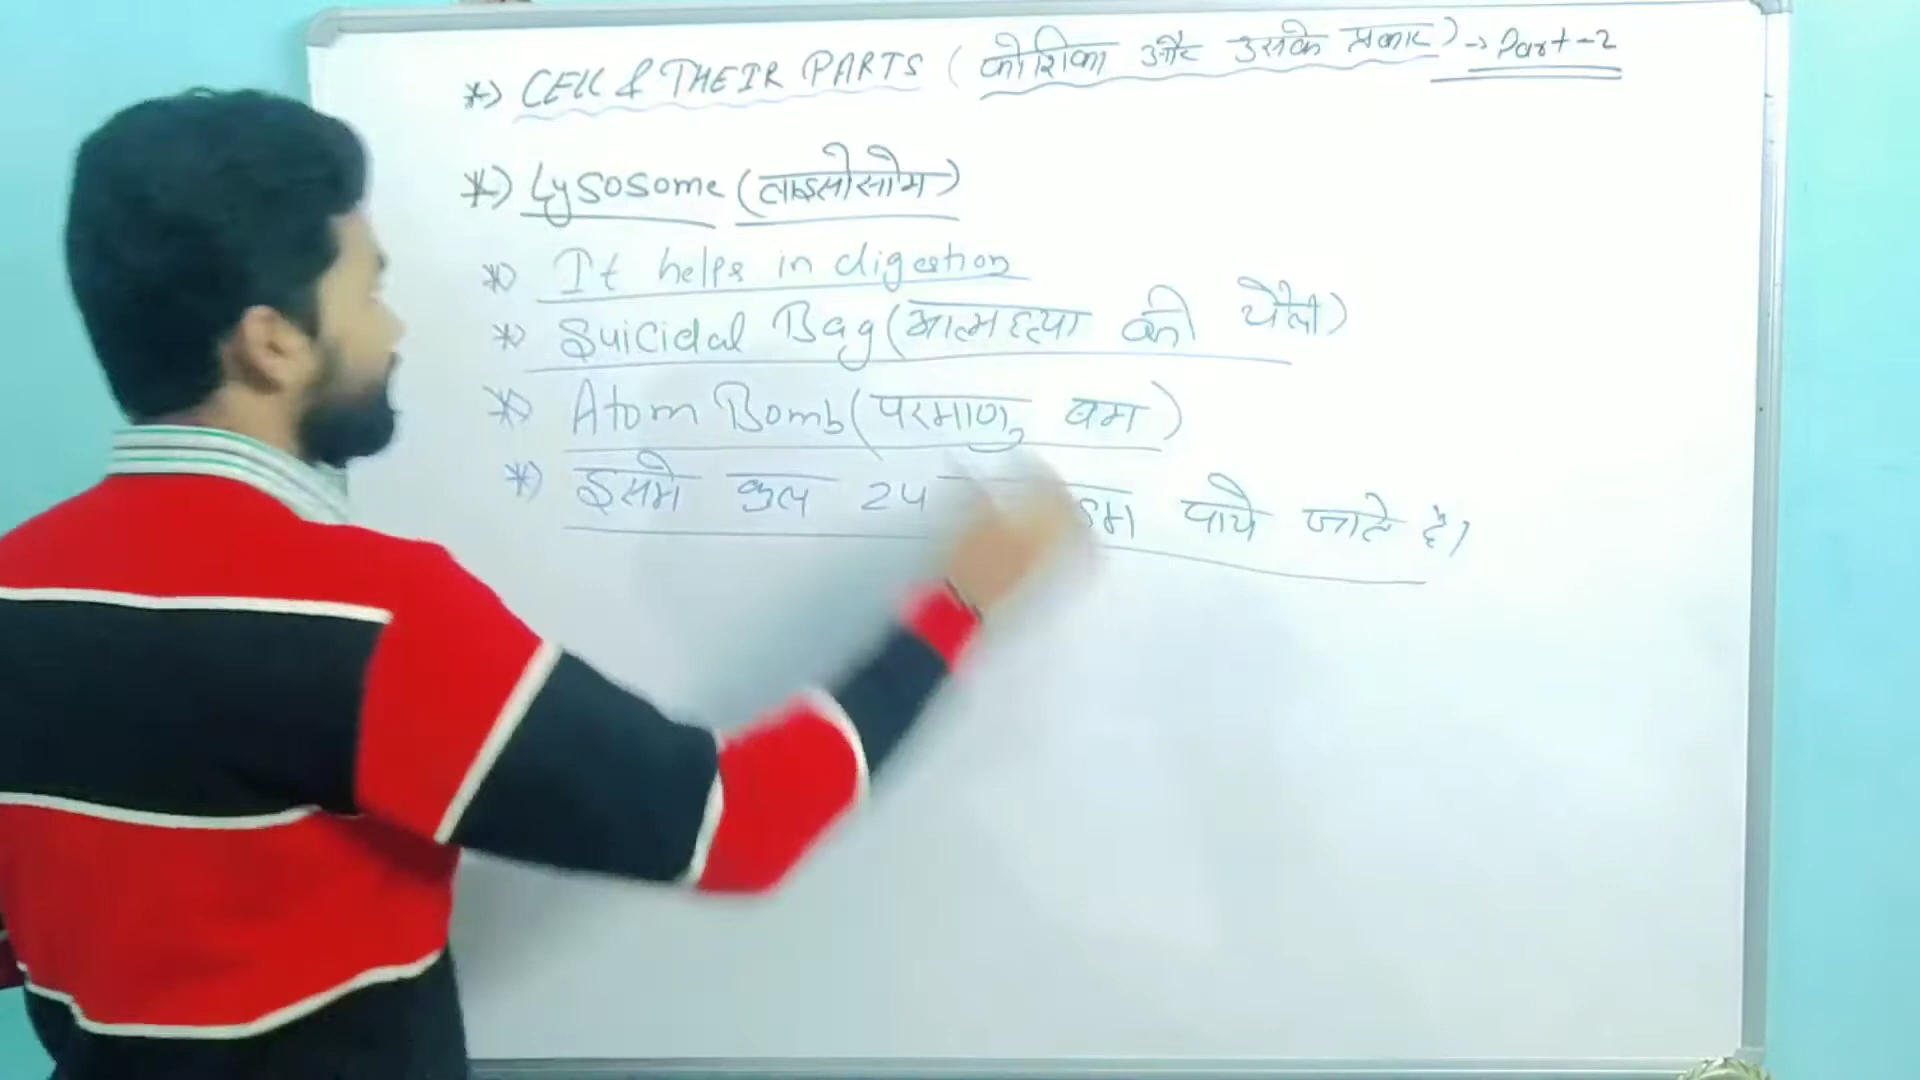 *) CELL & THEIR PARTS ( कोशिका और उसके प्रकार ) → Part-2
*) Lysosome (लाइसोसोम)
*) It helps in digestion
*) Suicidal Bag (आत्महत्या की थैली)
*) Atom Bomb (परमाणु बम)
*) इसमे कुल 24 पाये जाते है।